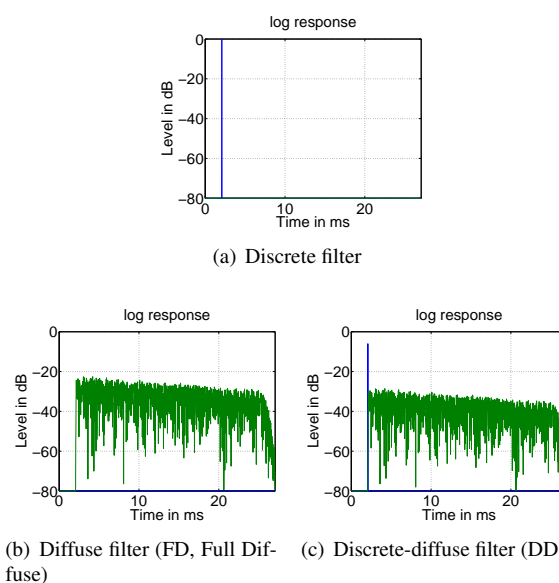 log response
Level in dB
0
−20
−40
−60
−80
0
10
20
Time in ms
(a) Discrete filter
log response
Level in dB
0
−20
−40
−60
−80
0
10
20
Time in ms
log response
Level in dB
0
−20
−40
−60
−80
0
10
20
Time in ms
(b) Diffuse filter (FD, Full Dif-
fuse)
(c) Discrete-diffuse filter (DD